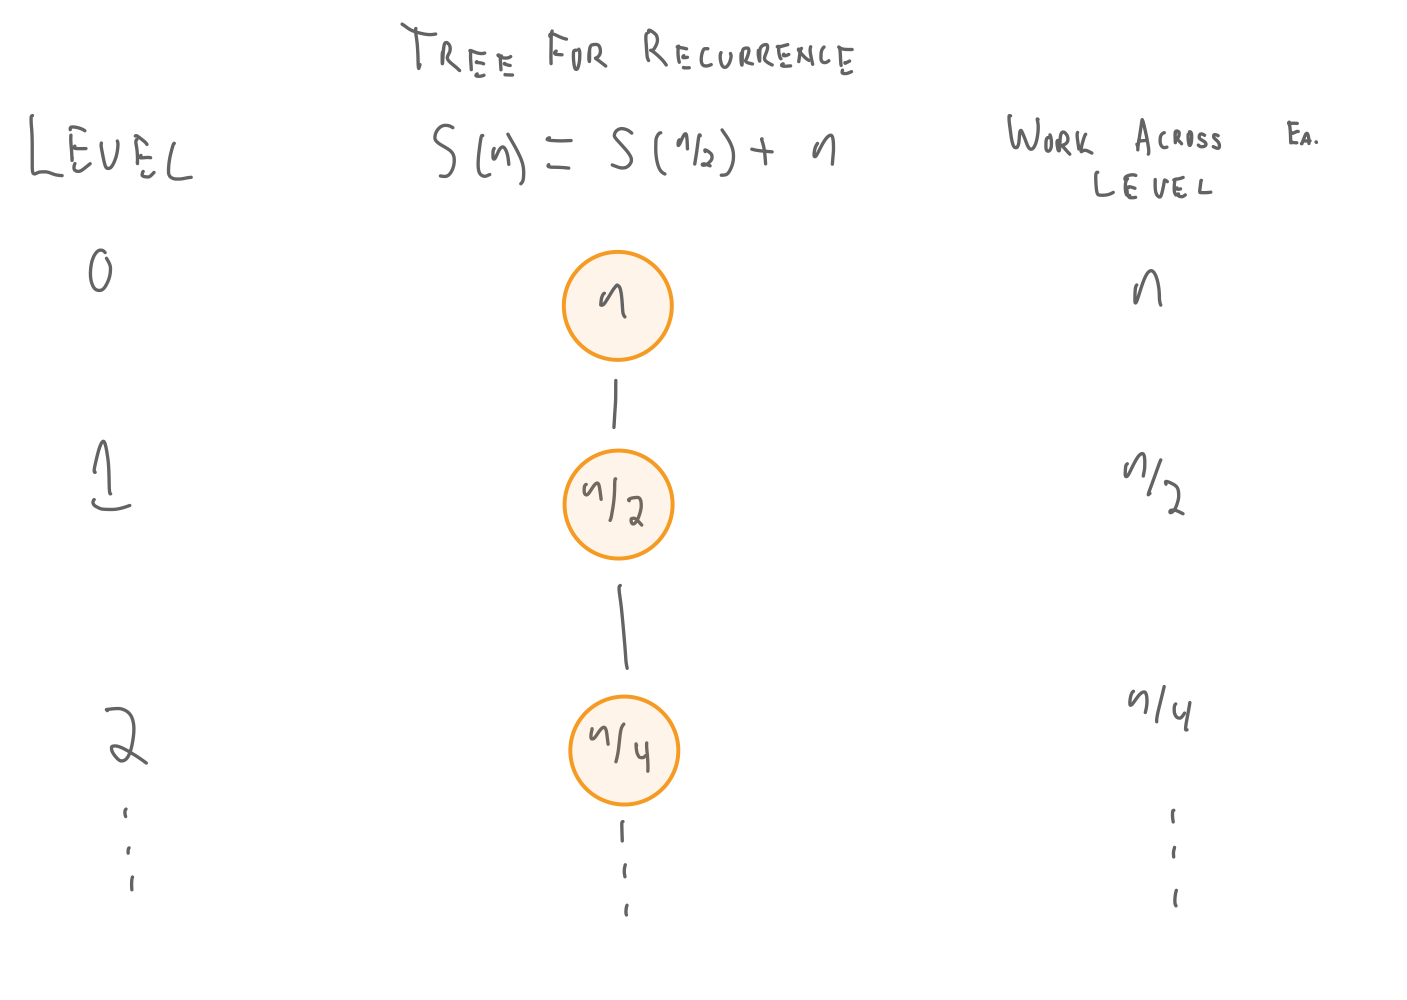 TREE FOR RECURRENCE
LEVEL S(n) = S(n/2) + n WORK ACROSS EA.
LEVEL
0 n n
1 n/2 n/2
2 n/4 n/4